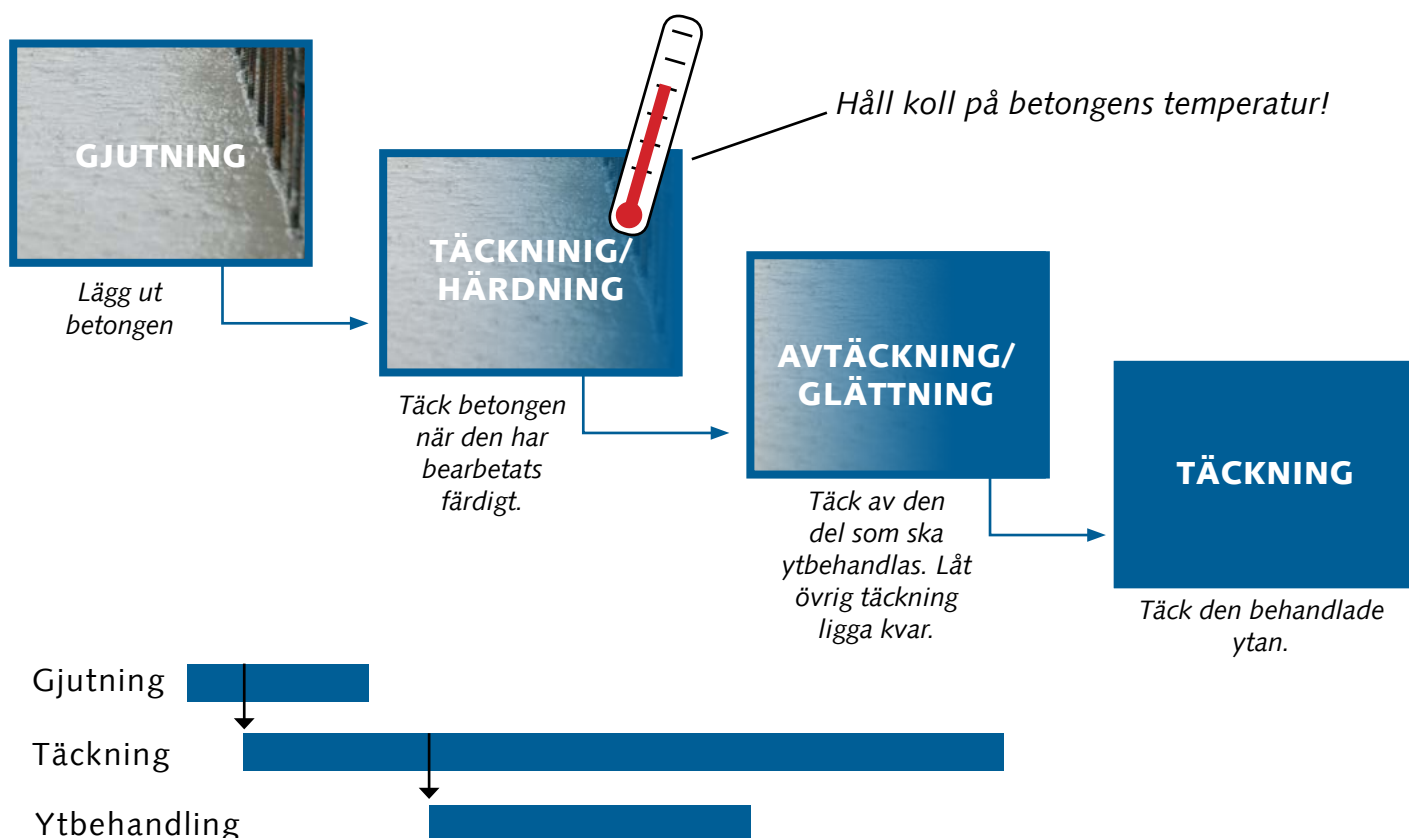 GJUTNING
Lägg ut
betongen
Håll koll på betongens temperatur!
TÄCKNINIG/
HÄRDNING
Täck betongen
när den har
bearbetats
färdigt.
AVTÄCKNING/
GLÄTTNING
Täck av den
del som ska
ytbehandlas. Låt
övrig täckning
ligga kvar.
TÄCKNING
Täck den behandlade
ytan.
Gjutning
Täckning
Ytbehandling